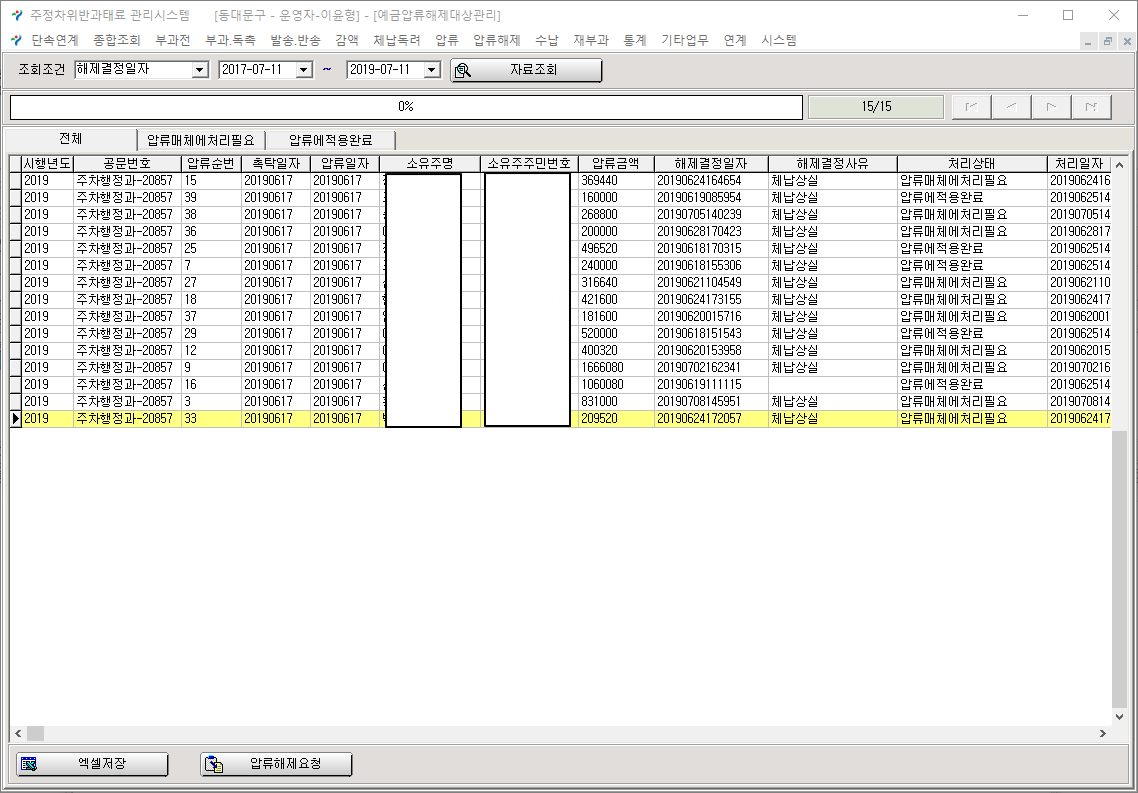 주정차위반과태료 관리시스템 [동대문구 - 운영자-이윤형] - [예금압류해제대상관리]
단속연계 종합조회 부과전 부과.독촉 발송.반송 감액 체납독려 압류 압류해제 수납 재부과 통계 기타업무 연계 시스템
조회조건 해제결정일자 2017-07-11 ~ 2019-07-11 자료조회
0% 15/15
전체 압류매체에처리필요 압류에적용완료
시행년도 공문번호 압류순번 촉탁일자 압류일자 소유주명 소유주주민번호 압류금액 해제결정일자 해제결정사유 처리상태 처리일자
2019 주차행정과-20857 15 20190617 20190617 369440 20190624164654 체납상실 압류매체에처리필요 2019062416
2019 주차행정과-20857 39 20190617 20190617 160000 20190619085954 체납상실 압류에적용완료 2019062514
2019 주차행정과-20857 38 20190617 20190617 268800 20190705140239 체납상실 압류매체에처리필요 2019070514
2019 주차행정과-20857 36 20190617 20190617 200000 20190628170423 체납상실 압류매체에처리필요 2019062817
2019 주차행정과-20857 25 20190617 20190617 496520 20190618170315 체납상실 압류에적용완료 2019062514
2019 주차행정과-20857 7 20190617 20190617 240000 20190618155306 체납상실 압류에적용완료 2019062514
2019 주차행정과-20857 27 20190617 20190617 316640 20190621104549 체납상실 압류매체에처리필요 2019062110
2019 주차행정과-20857 18 20190617 20190617 421600 20190624173155 체납상실 압류매체에처리필요 2019062417
2019 주차행정과-20857 37 20190617 20190617 181600 20190620015716 체납상실 압류매체에처리필요 2019062001
2019 주차행정과-20857 29 20190617 20190617 520000 20190618151543 체납상실 압류에적용완료 2019062514
2019 주차행정과-20857 12 20190617 20190617 400320 20190620153958 체납상실 압류매체에처리필요 2019062015
2019 주차행정과-20857 9 20190617 20190617 1666080 20190702162341 체납상실 압류매체에처리필요 2019070216
2019 주차행정과-20857 16 20190617 20190617 1060080 20190619111115 압류에적용완료 2019062514
2019 주차행정과-20857 3 20190617 20190617 831000 20190708145951 체납상실 압류매체에처리필요 2019070814
2019 주차행정과-20857 33 20190617 20190617 209520 20190624172057 체납상실 압류매체에처리필요 2019062417
엑셀저장 압류해제요청